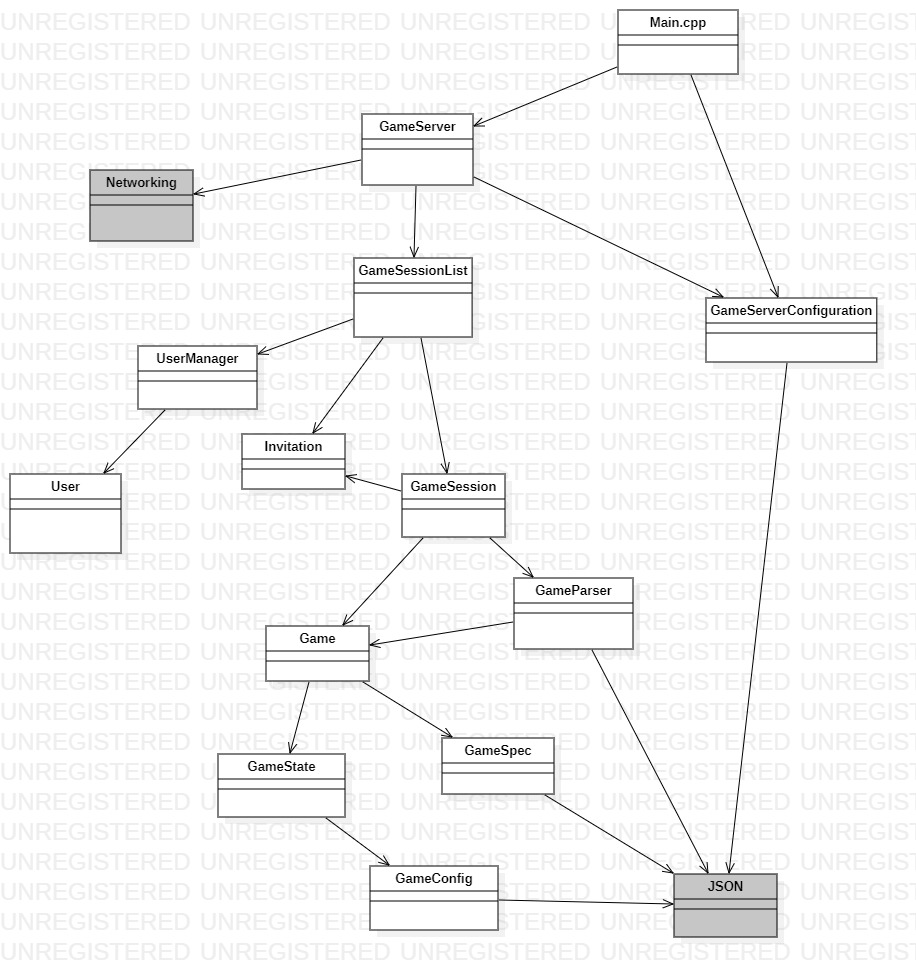 Main.cpp
GameServer
Networking
GameSessionList
GameServerConfiguration
UserManager
Invitation
User
GameSession
GameParser
Game
GameSpec
GameState
GameConfig
JSON
UNREGISTERED UNREGISTERED UNREGISTERED UNREGISTERED UNREGISTERED